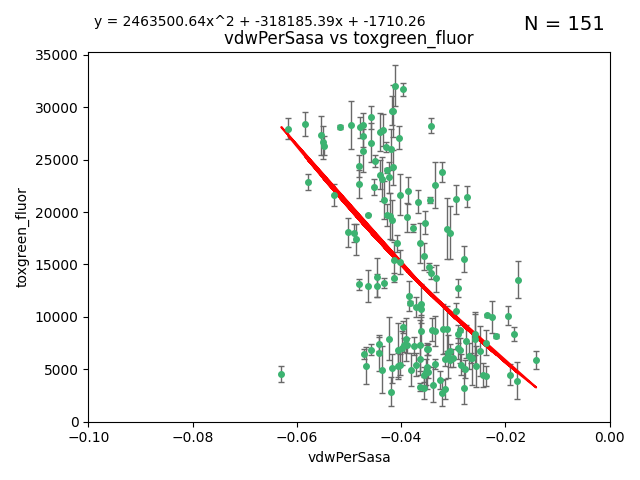 y = 2463500.64x^2 + -318185.39x + -1710.26
N = 151
vdwPerSasa vs toxgreen_fluor
35000
30000
25000
20000
15000
10000
5000
0
toxgreen_fluor
−0.10
−0.08
−0.06
−0.04
−0.02
0.00
vdwPerSasa